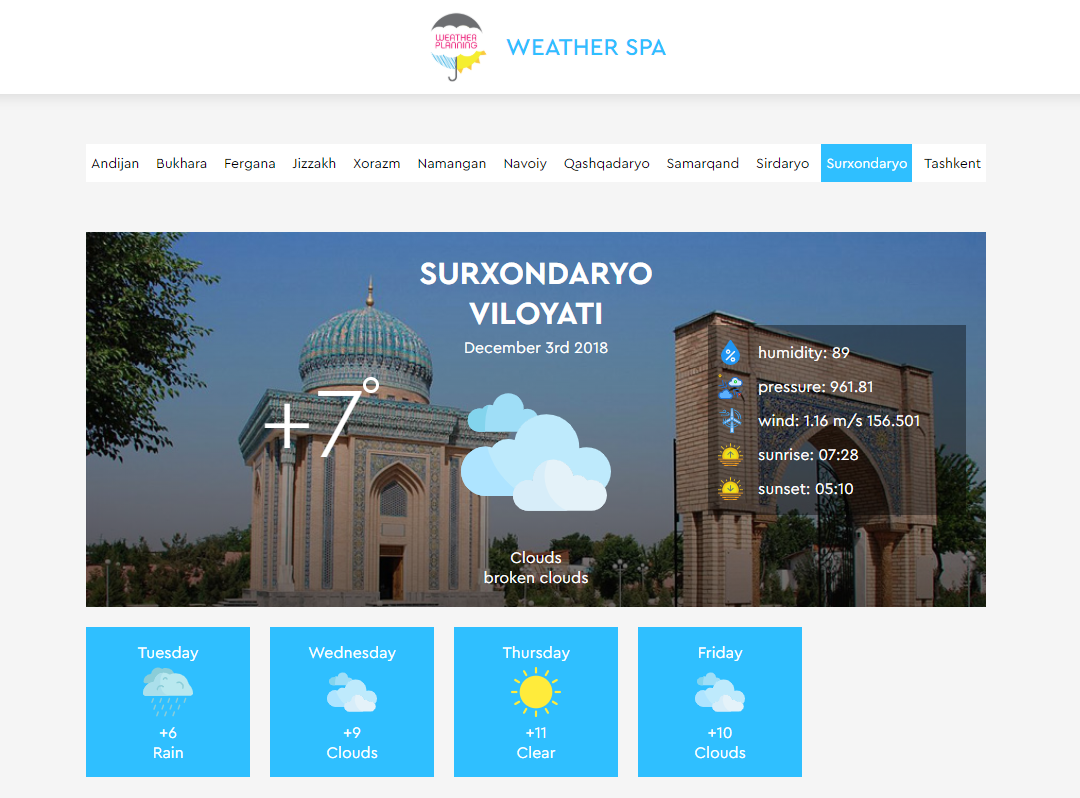 WEATHER
PLANNING
WEATHER SPA
Andijan Bukhara Fergana Jizzakh Xorazm Namangan Navoiy Qashqadaryo Samarqand Sirdaryo Surxondaryo Tashkent
SURXONDARYO
VILOYATI
December 3rd 2018
+7°
Clouds
broken clouds
humidity: 89
pressure: 961.81
wind: 1.16 m/s 156.501
sunrise: 07:28
sunset: 05:10
Tuesday
+6
Rain
Wednesday
+9
Clouds
Thursday
+11
Clear
Friday
+10
Clouds